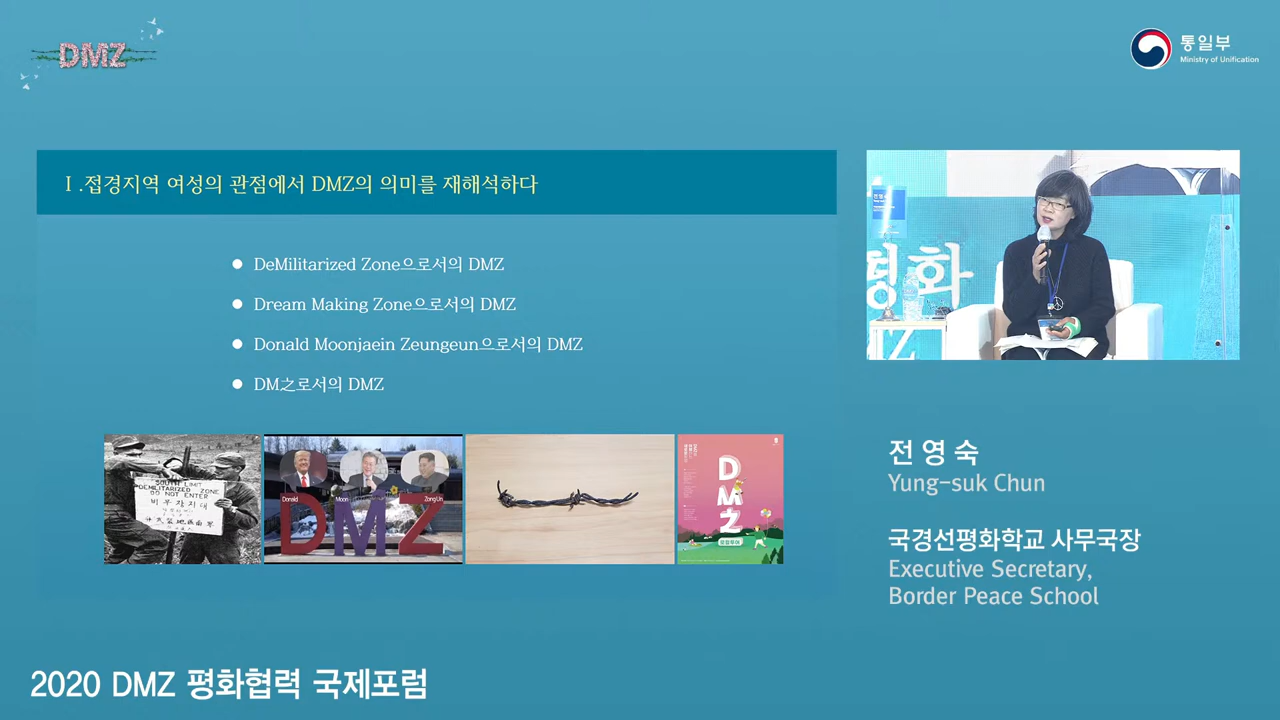 DMZ
통일부
Ministry of Unification
Ⅰ.접경지역 여성의 관점에서 DMZ의 의미를 재해석하다
● DeMilitarized Zone으로서의 DMZ
● Dream Making Zone으로서의 DMZ
● Donald Moonjaein Zeungeun으로서의 DMZ
● DM之로서의 DMZ
SOUTH LIMIT
DEMILITARIZED ZONE
DO NOT ENTER
비무장지대
Donald
Moon
ZongUn
DMZ
DMZ
평화
전영숙
Yung-suk Chun
국경선평화학교 사무국장
Executive Secretary,
Border Peace School
2020 DMZ 평화협력 국제포럼